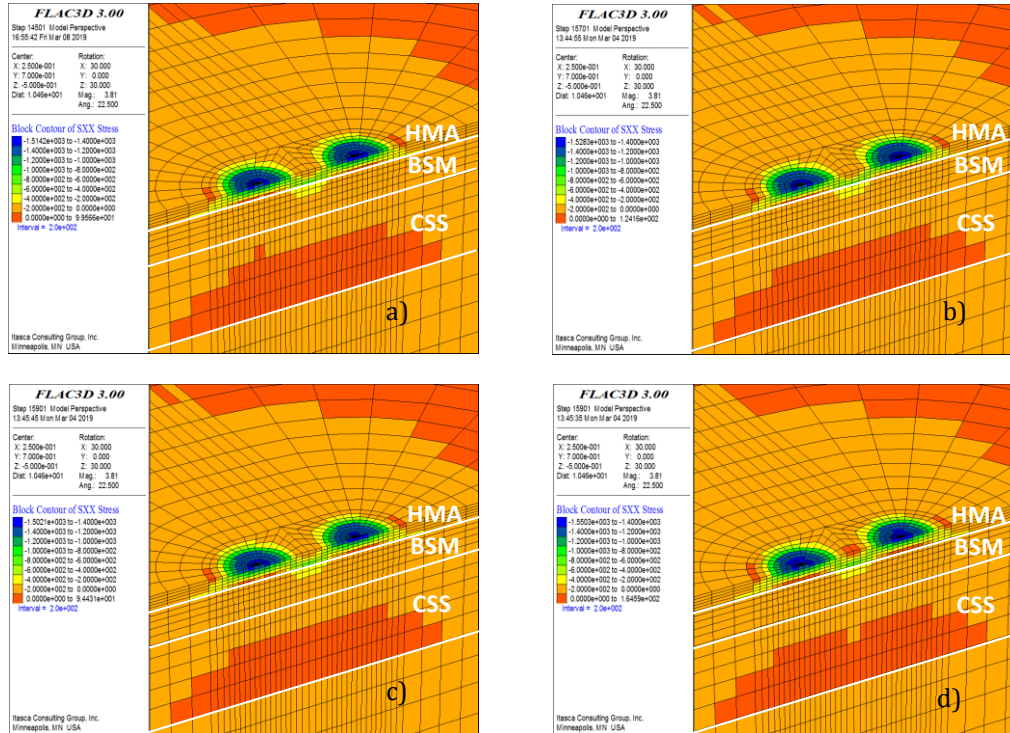 FLAC3D 3.00
Step 14501 Model Perspective
16:55:42 Fri Mar 08 2019
Center:
X: 2.500e-001
Y: 7.000e-001
Z: -5.000e-001
Dist: 1.046e+001
Rotation:
X: 30.000
Y: 0.000
Z: 30.000
Mag.: 3.81
Ang.: 22.500
Block Contour of SXX Stress
-1.5142e+003 to -1.4000e+003
-1.4000e+003 to -1.2000e+003
-1.2000e+003 to -1.0000e+003
-1.0000e+003 to -8.0000e+002
-8.0000e+002 to -6.0000e+002
-6.0000e+002 to -4.0000e+002
-4.0000e+002 to -2.0000e+002
-2.0000e+002 to 0.0000e+000
0.0000e+000 to 9.9566e+001
Interval = 2.0e+002
Itasca Consulting Group, Inc.
Minneapolis, MN USA
HMA
BSM
CSS
a)
FLAC3D 3.00
Step 15701 Model Perspective
13:44:55 Mon Mar 04 2019
Center:
X: 2.500e-001
Y: 7.000e-001
Z: -5.000e-001
Dist: 1.046e+001
Rotation:
X: 30.000
Y: 0.000
Z: 30.000
Mag.: 3.81
Ang.: 22.500
Block Contour of SXX Stress
-1.5283e+003 to -1.4000e+003
-1.4000e+003 to -1.2000e+003
-1.2000e+003 to -1.0000e+003
-1.0000e+003 to -8.0000e+002
-8.0000e+002 to -6.0000e+002
-6.0000e+002 to -4.0000e+002
-4.0000e+002 to -2.0000e+002
-2.0000e+002 to 0.0000e+000
0.0000e+000 to 1.2416e+002
Interval = 2.0e+002
Itasca Consulting Group, Inc.
Minneapolis, MN USA
HMA
BSM
CSS
b)
FLAC3D 3.00
Step 15901 Model Perspective
13:45:45 Mon Mar 04 2019
Center:
X: 2.500e-001
Y: 7.000e-001
Z: -5.000e-001
Dist: 1.046e+001
Rotation:
X: 30.000
Y: 0.000
Z: 30.000
Mag.: 3.81
Ang.: 22.500
Block Contour of SXX Stress
-1.5021e+003 to -1.4000e+003
-1.4000e+003 to -1.2000e+003
-1.2000e+003 to -1.0000e+003
-1.0000e+003 to -8.0000e+002
-8.0000e+002 to -6.0000e+002
-6.0000e+002 to -4.0000e+002
-4.0000e+002 to -2.0000e+002
-2.0000e+002 to 0.0000e+000
0.0000e+000 to 9.4431e+001
Interval = 2.0e+002
Itasca Consulting Group, Inc.
Minneapolis, MN USA
HMA
BSM
CSS
c)
FLAC3D 3.00
Step 15901 Model Perspective
13:45:35 Mon Mar 04 2019
Center:
X: 2.500e-001
Y: 7.000e-001
Z: -5.000e-001
Dist: 1.046e+001
Rotation:
X: 30.000
Y: 0.000
Z: 30.000
Mag.: 3.81
Ang.: 22.500
Block Contour of SXX Stress
-1.5503e+003 to -1.4000e+003
-1.4000e+003 to -1.2000e+003
-1.2000e+003 to -1.0000e+003
-1.0000e+003 to -8.0000e+002
-8.0000e+002 to -6.0000e+002
-6.0000e+002 to -4.0000e+002
-4.0000e+002 to -2.0000e+002
-2.0000e+002 to 0.0000e+000
0.0000e+000 to 1.6459e+002
Interval = 2.0e+002
Itasca Consulting Group, Inc.
Minneapolis, MN USA
HMA
BSM
CSS
d)